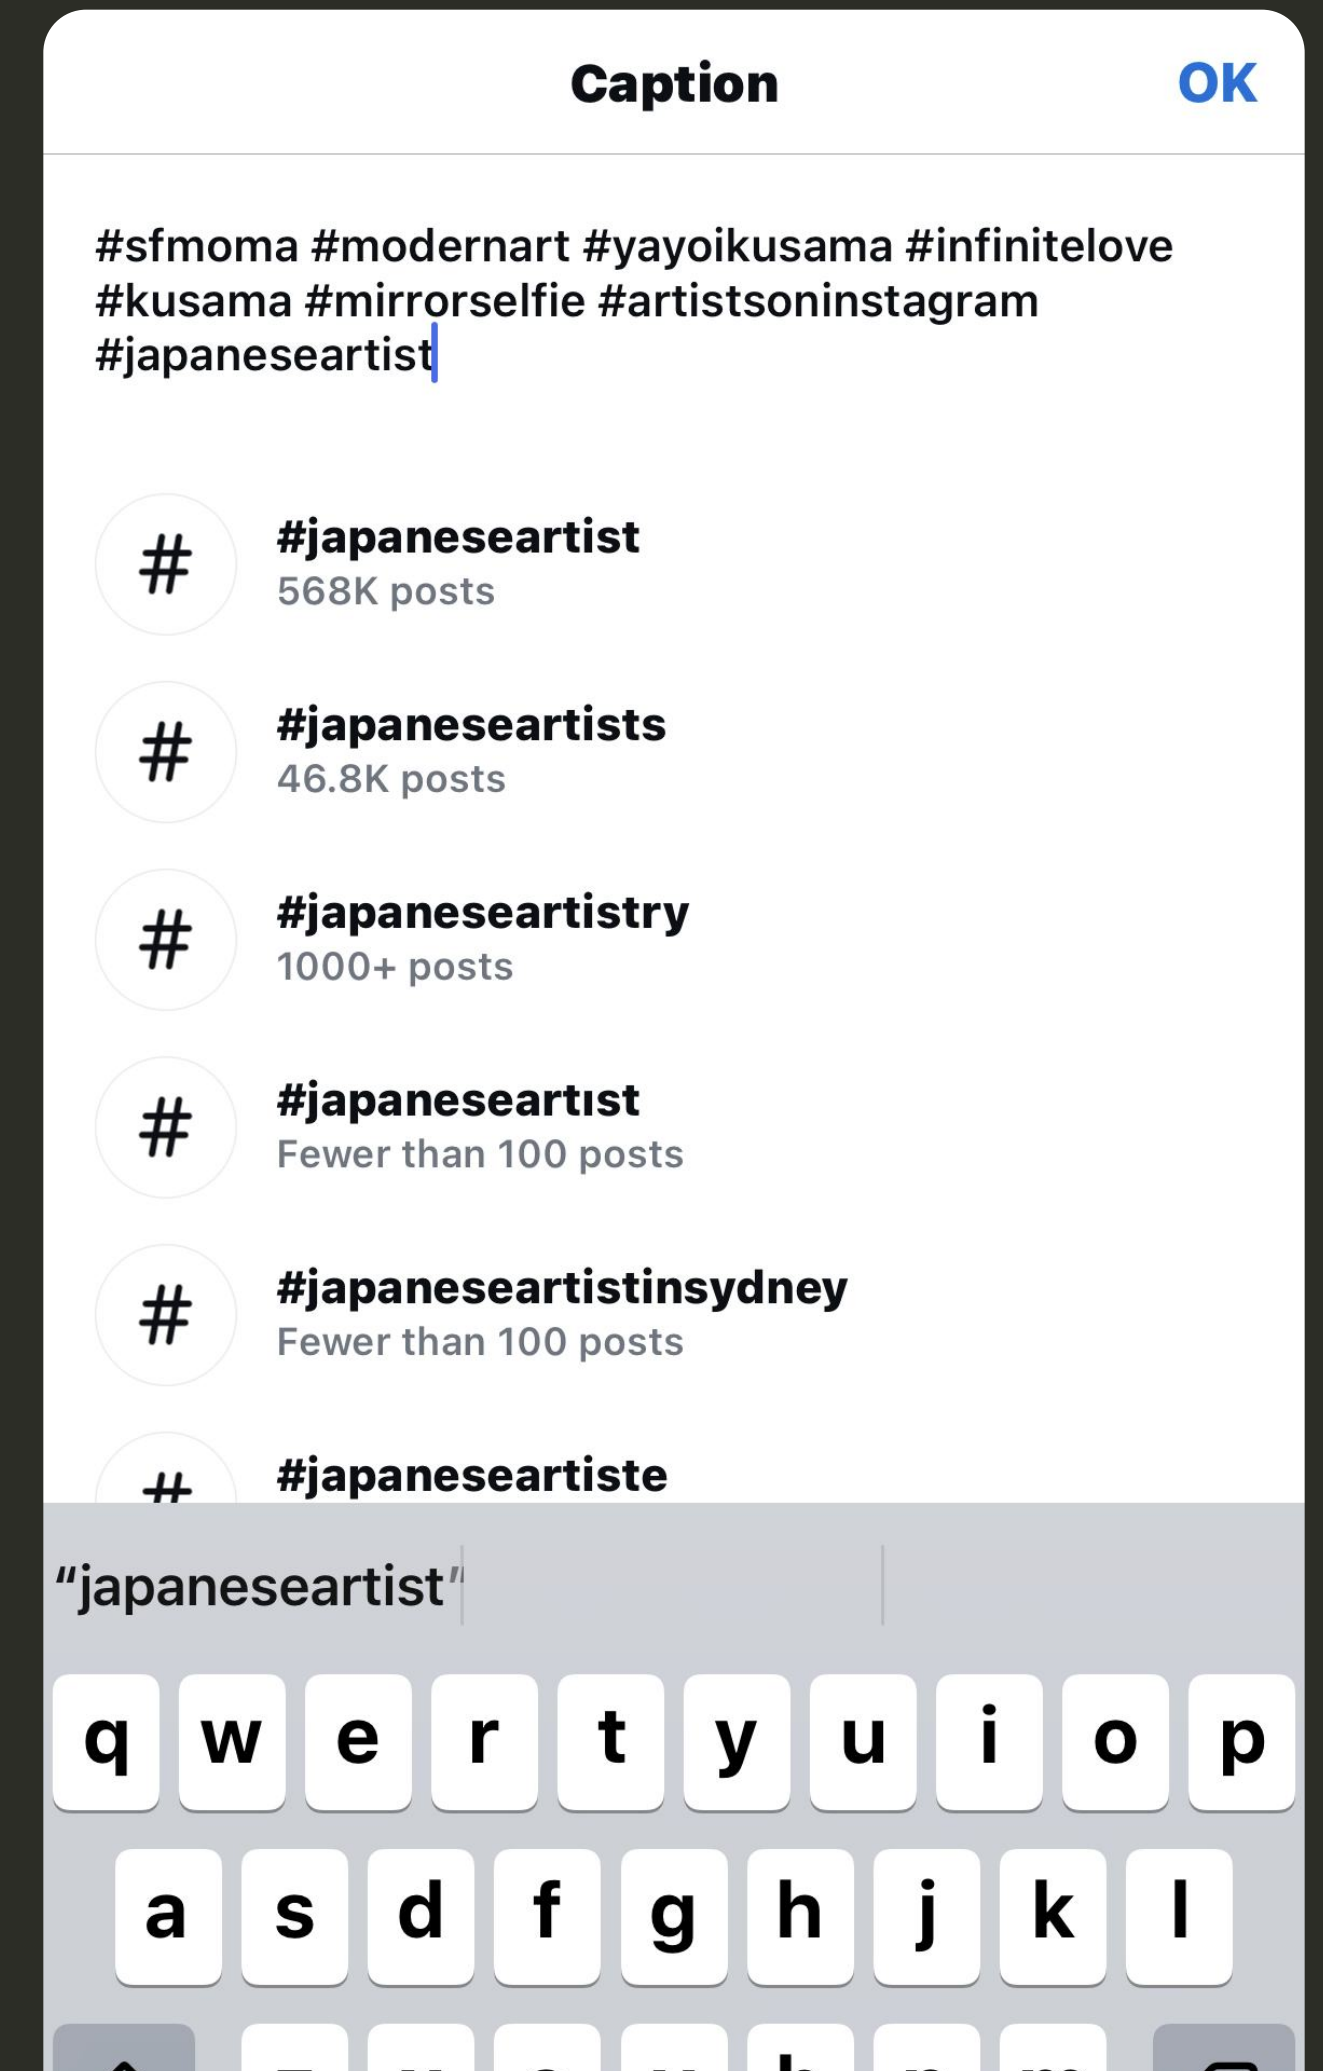 Caption
OK
#sfmoma #modernart #yayoikusama #infinitelove
#kusama #mirrorselfie #artistsoninstagram
#japaneseartist
#japaneseartist
568K posts
#japaneseartists
46.8K posts
#japaneseartistry
1000+ posts
#japaneseartıst
Fewer than 100 posts
#japaneseartistinsydney
Fewer than 100 posts
#japaneseartiste
“japaneseartist”
q w e r t y u i o p
a s d f g h j k l